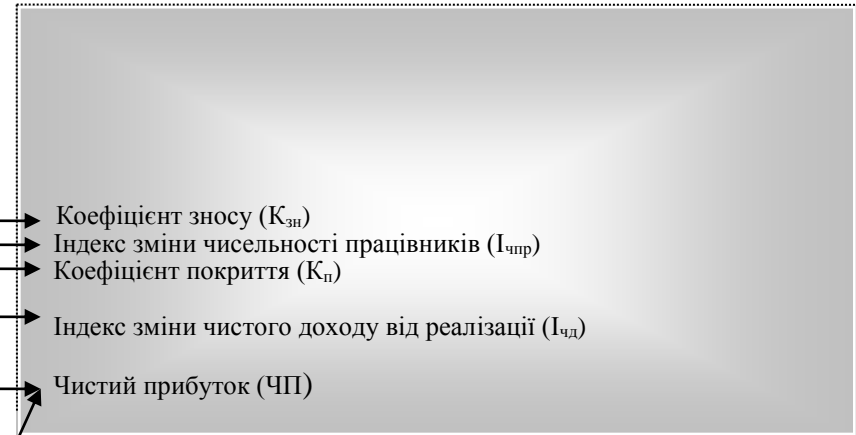 Коефіцієнт зносу (Кзн)
Індекс зміни чисельності працівників (Ічпр)
Коефіцієнт покриття (Кп)
Індекс зміни чистого доходу від реалізації (Ічд)
Чистий прибуток (ЧП)